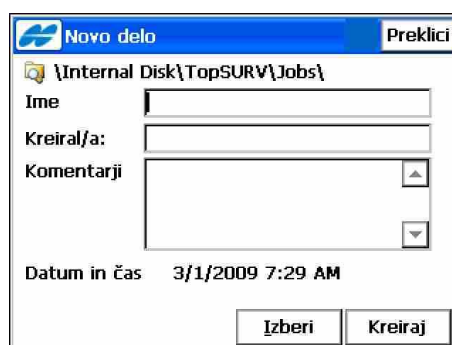 Novo delo Prekliči
\Internal Disk\TopSURV\Jobs\
Ime
Kreiral/a:
Komentarji
Datum in čas 3/1/2009 7:29 AM
Izberi Kreiraj